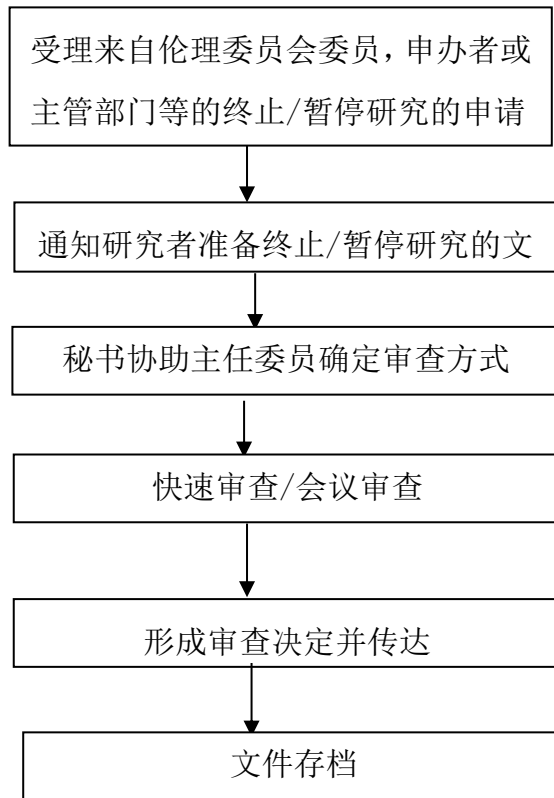 受理来自伦理委员会委员，申办者或
主管部门等的终止/暂停研究的申请
通知研究者准备终止/暂停研究的文
秘书协助主任委员确定审查方式
快速审查/会议审查
形成审查决定并传达
文件存档